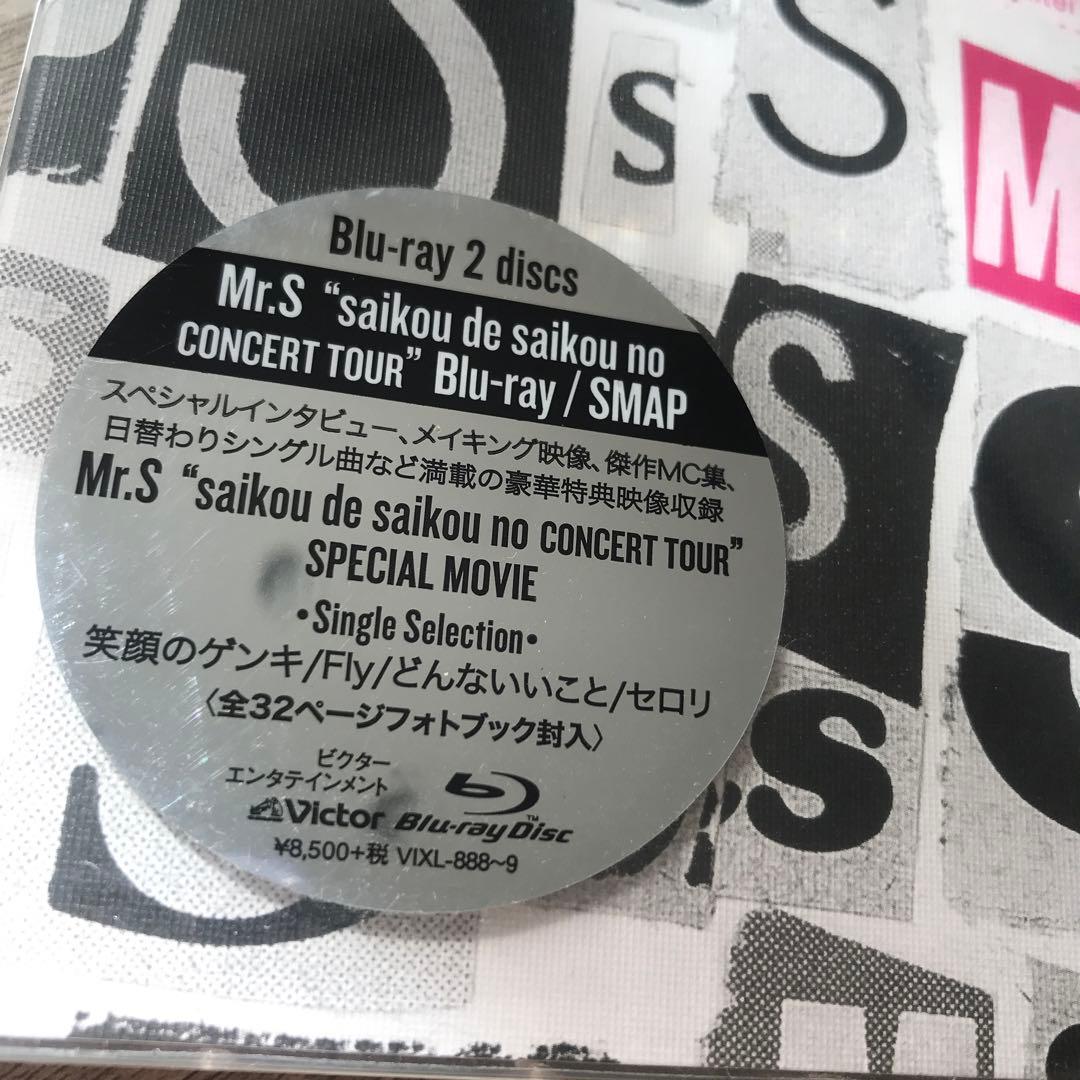 S
S
s
S
M
S
S
s
Blu-ray 2 discs
Mr.S “saikou de saikou no
CONCERT TOUR” Blu-ray / SMAP
スペシャルインタビュー、メイキング映像、傑作MC集、
日替わりシングル曲など満載の豪華特典映像収録
Mr.S “saikou de saikou no CONCERT TOUR”
SPECIAL MOVIE
•Single Selection•
笑顔のゲンキ/Fly/どんないいこと/セロリ
〈全32ページフォトブック封入〉
ビクター
エンタテインメント
Victor Blu-ray Disc™
¥8,500+税 VIXL-888~9